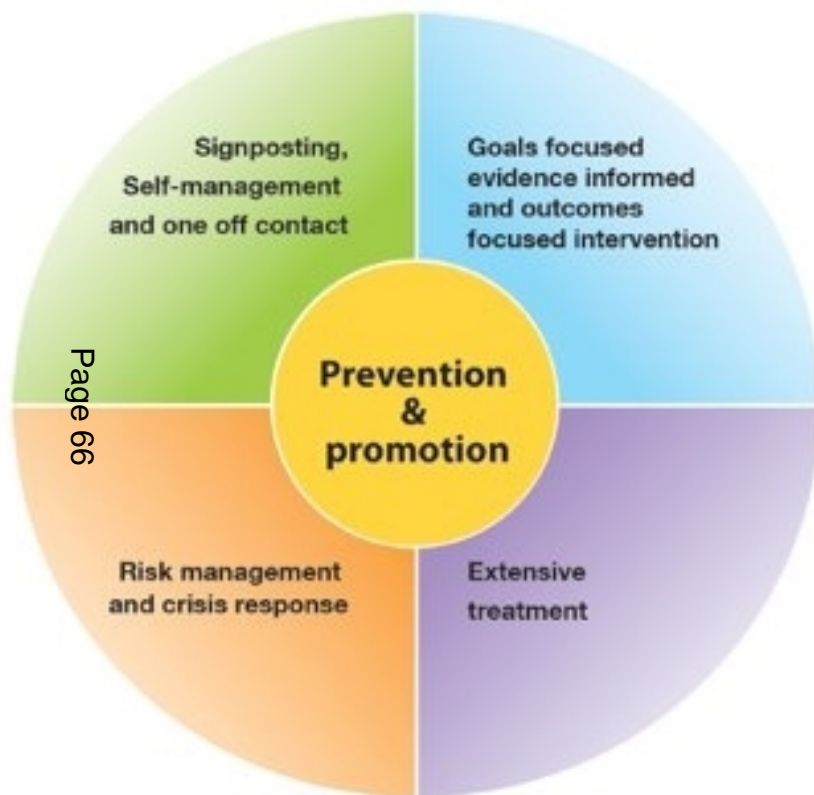 Signposting,
Self-management
and one off contact
Goals focused
evidence informed
and outcomes
focused intervention
Prevention
&
promotion
Page 66
Risk management
and crisis response
Extensive
treatment